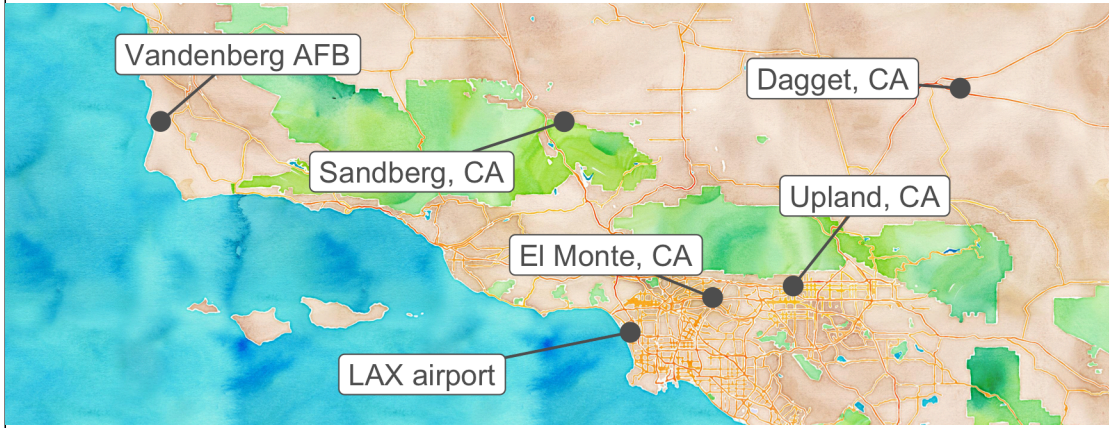 Vandenberg AFB
Dagget, CA
Sandberg, CA
Upland, CA
El Monte, CA
LAX airport